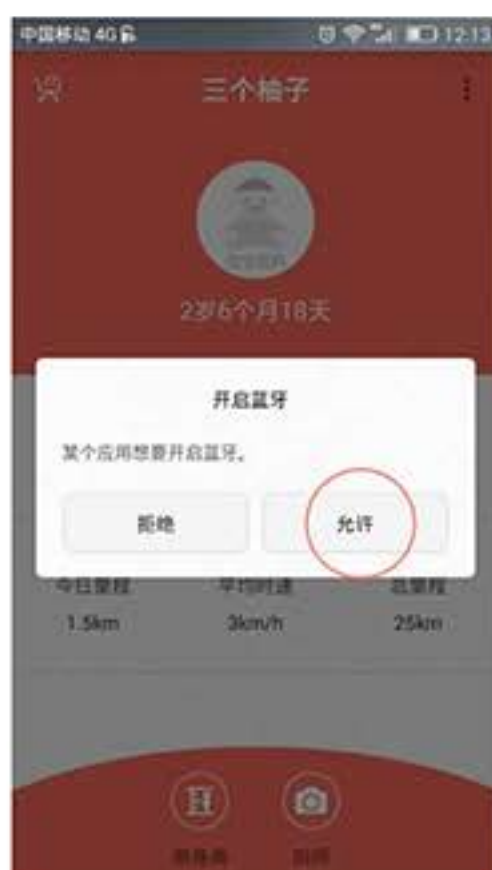 中国移动 4G 12:13
三个柚子
2岁6个月18天
开启蓝牙
某个应用想要开启蓝牙。
拒绝 允许
今日里程 平均时速 总里程
1.5km 3km/h 25km
拍照